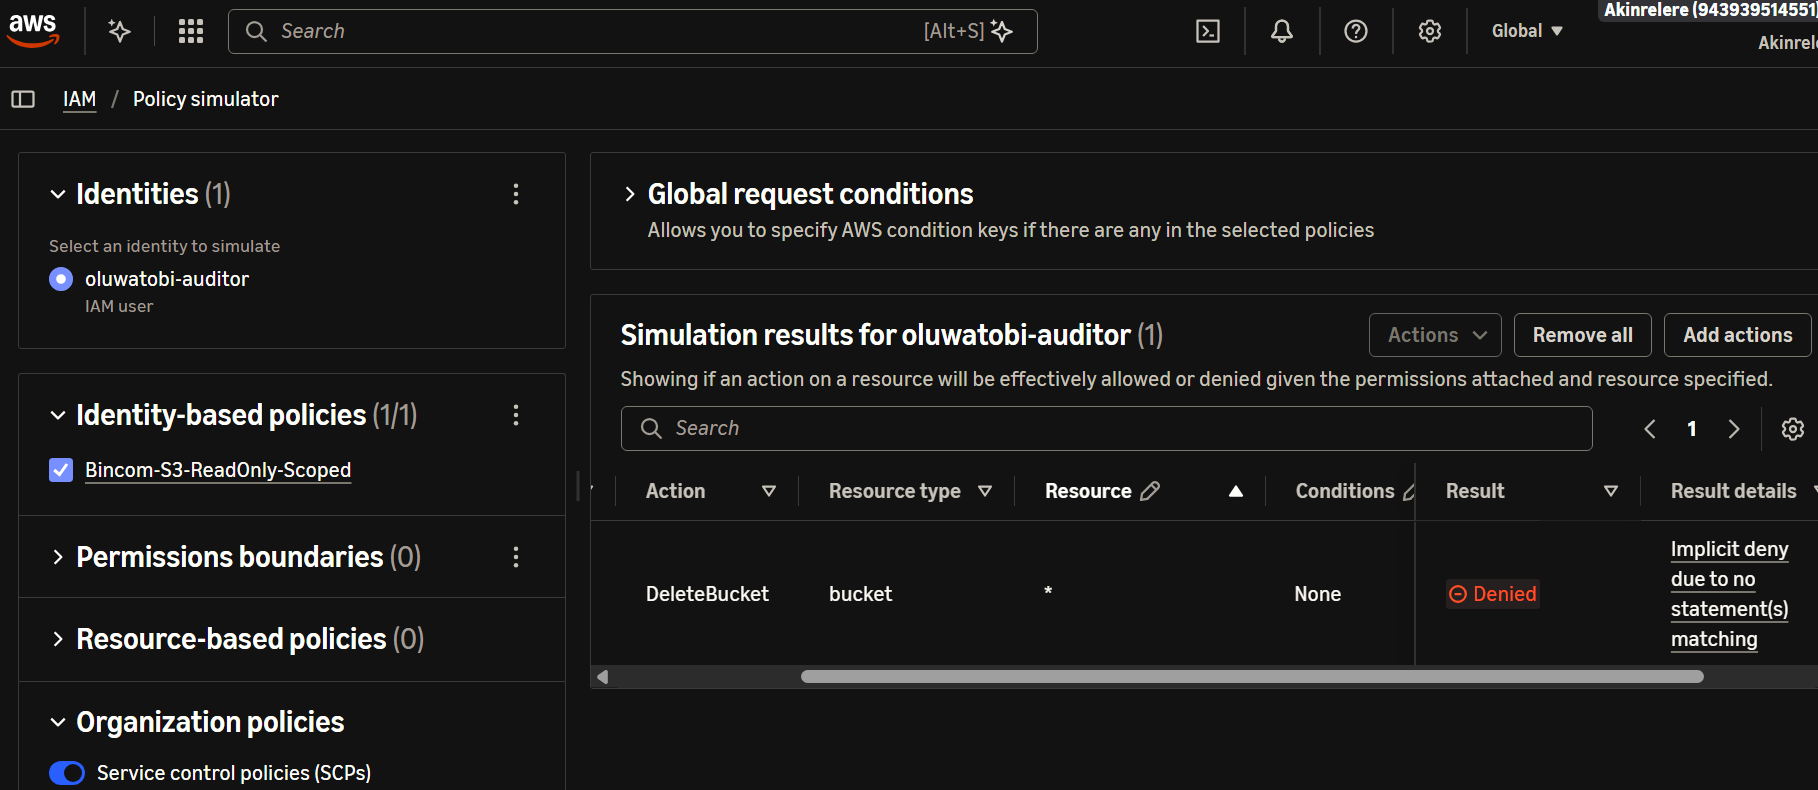 aws
Search
[Alt+S]
Global
Akinrelere (943939514551)
IAM / Policy simulator
Identities (1)
Select an identity to simulate
oluwatobi-auditor
IAM user
Identity-based policies (1/1)
Bincom-S3-ReadOnly-Scoped
Permissions boundaries (0)
Resource-based policies (0)
Organization policies
Service control policies (SCPs)
Global request conditions
Allows you to specify AWS condition keys if there are any in the selected policies
Simulation results for oluwatobi-auditor (1)
Actions
Remove all
Add actions
Showing if an action on a resource will be effectively allowed or denied given the permissions attached and resource specified.
Search
1
Action Resource type Resource Conditions Result Result details
DeleteBucket bucket * None Denied
Implicit deny
due to no
statement(s)
matching